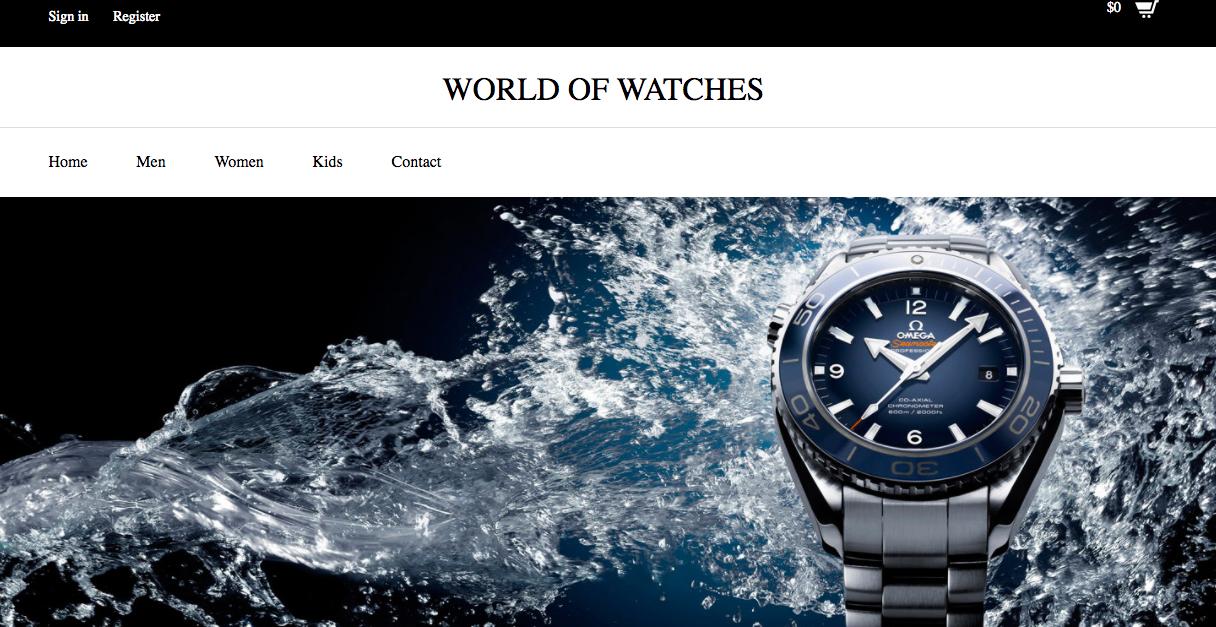 Sign in Register $0
WORLD OF WATCHES
Home Men Women Kids Contact
50
12
Ω
OMEGA
Seamaster
PROFESSIONAL
9
8
CO-AXIAL
CHRONOMETER
600m / 2000ft
40
20
6
30